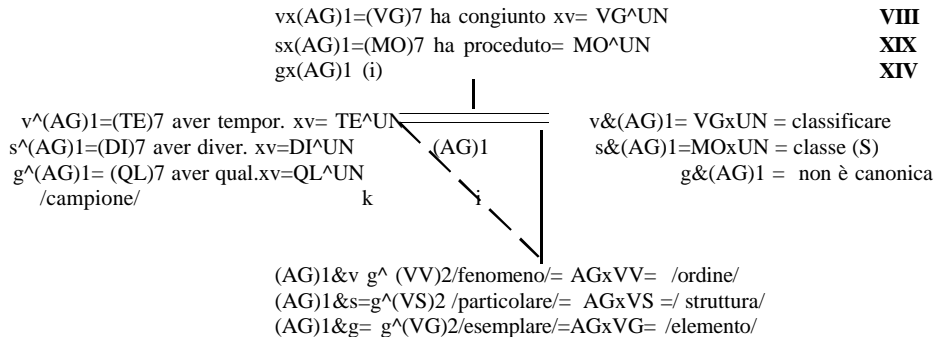 vx(AG)1=(VG)7 ha congiunto xv= VG^UN VIII
sx(AG)1=(MO)7 ha proceduto= MO^UN XIX
gx(AG)1 (i) XIV
v^(AG)1=(TE)7 aver tempor. xv= TE^UN v&(AG)1= VGxUN = classificare
s^(AG)1=(DI)7 aver diver. xv=DI^UN (AG)1 s&(AG)1=MOxUN = classe (S)
g^(AG)1= (QL)7 aver qual.xv=QL^UN g&(AG)1 = non è canonica
/campione/ k i
(AG)1&v g^ (VV)2/fenomeno/= AGxVV= /ordine/
(AG)1&s=g^(VS)2 /particolare/= AGxVS =/ struttura/
(AG)1&g= g^(VG)2/esemplare/=AGxVG= /elemento/